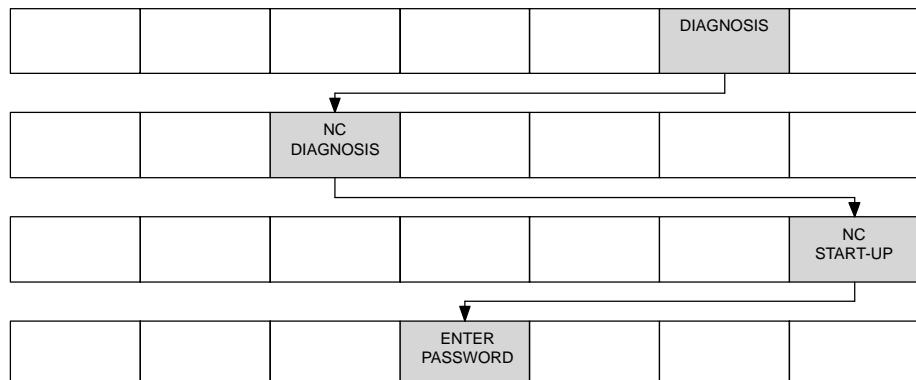 DIAGNOSIS
NC
DIAGNOSIS
NC
START-UP
ENTER
PASSWORD